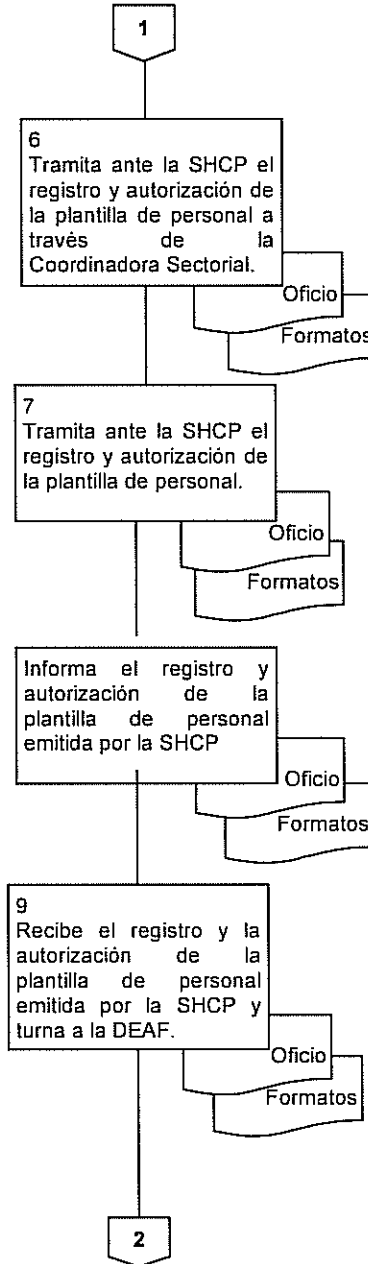 1
6
Tramita ante la SHCP el
registro y autorización de
la plantilla de personal a
través de la
Coordinadora Sectorial.
Oficio
Formatos
7
Tramita ante la SHCP el
registro y autorización de
la plantilla de personal.
Oficio
Formatos
Informa el registro y
autorización de la
plantilla de personal
emitida por la SHCP
Oficio
Formatos
9
Recibe el registro y la
autorización de la
plantilla de personal
emitida por la SHCP y
turna a la DEAF.
Oficio
Formatos
2